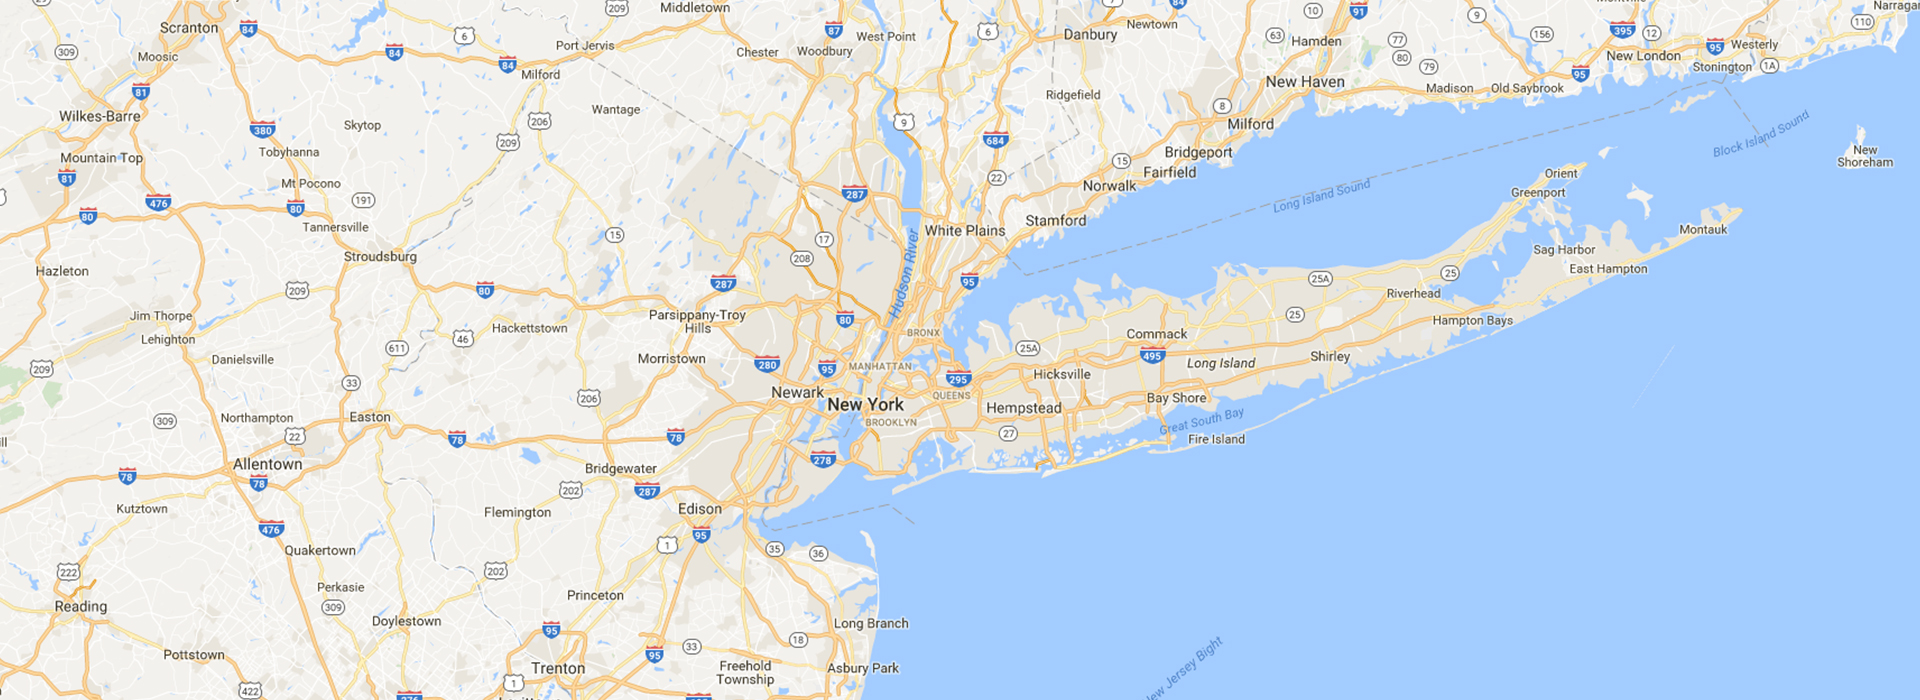 Middletown
Scranton
Newtown
Narragan
West Point
Danbury
Hamden
Port Jervis
Chester
Woodbury
Westerly
Moosic
New London
Stonington
Milford
New Haven
Madison
Old Saybrook
Ridgefield
Wilkes-Barre
Wantage
Skytop
Milford
Block Island Sound
Tobyhanna
Bridgeport
New
Shoreham
Mountain Top
Fairfield
Orient
Mt Pocono
Norwalk
Long Island Sound
Greenport
Tannersville
Stamford
White Plains
Montauk
Stroudsburg
Sag Harbor
Hazleton
Hudson River
East Hampton
Riverhead
Jim Thorpe
Parsippany-Troy
Hills
Hackettstown
Hampton Bays
Lehighton
BRONX
Commack
Danielsville
Morristown
MANHATTAN
Hicksville
Long Island
Shirley
Newark
QUEENS
New York
Hempstead
Bay Shore
Northampton
Easton
BROOKLYN
Great South Bay
Fire Island
Allentown
Bridgewater
Kutztown
Flemington
Edison
Quakertown
Perkasie
Princeton
Reading
Doylestown
Long Branch
Pottstown
Trenton
Freehold
Township
Asbury Park
ew Jersey Bight
209
84
6
84
84
309
87
6
84
10
91
9
63
77
80
79
156
395
12
95
95
1A
110
81
380
206
209
9
684
8
15
22
81
476
80
80
191
287
15
17
208
95
287
80
209
80
46
611
25A
25
25
80
25A
495
280
95
295
209
33
206
309
22
78
78
27
278
78
78
202
287
476
95
1
35
36
222
202
309
95
33
95
18
422
1